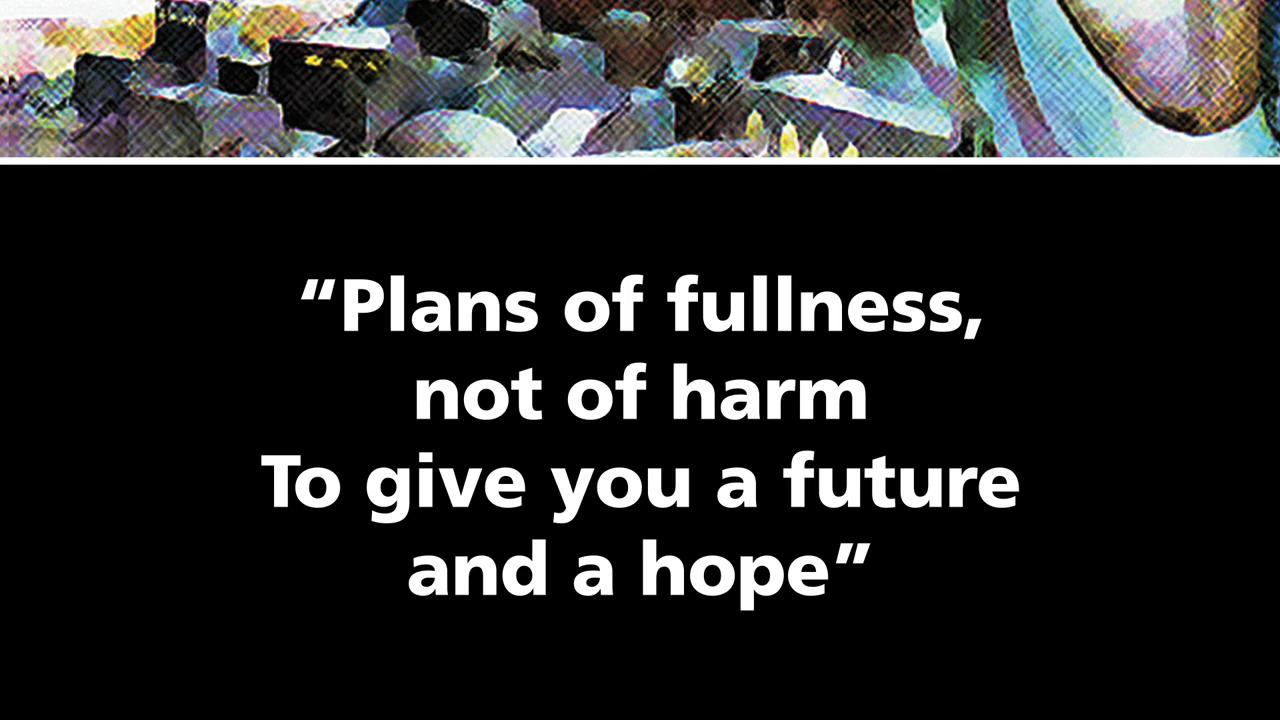 “Plans of fullness,
not of harm
To give you a future
and a hope”